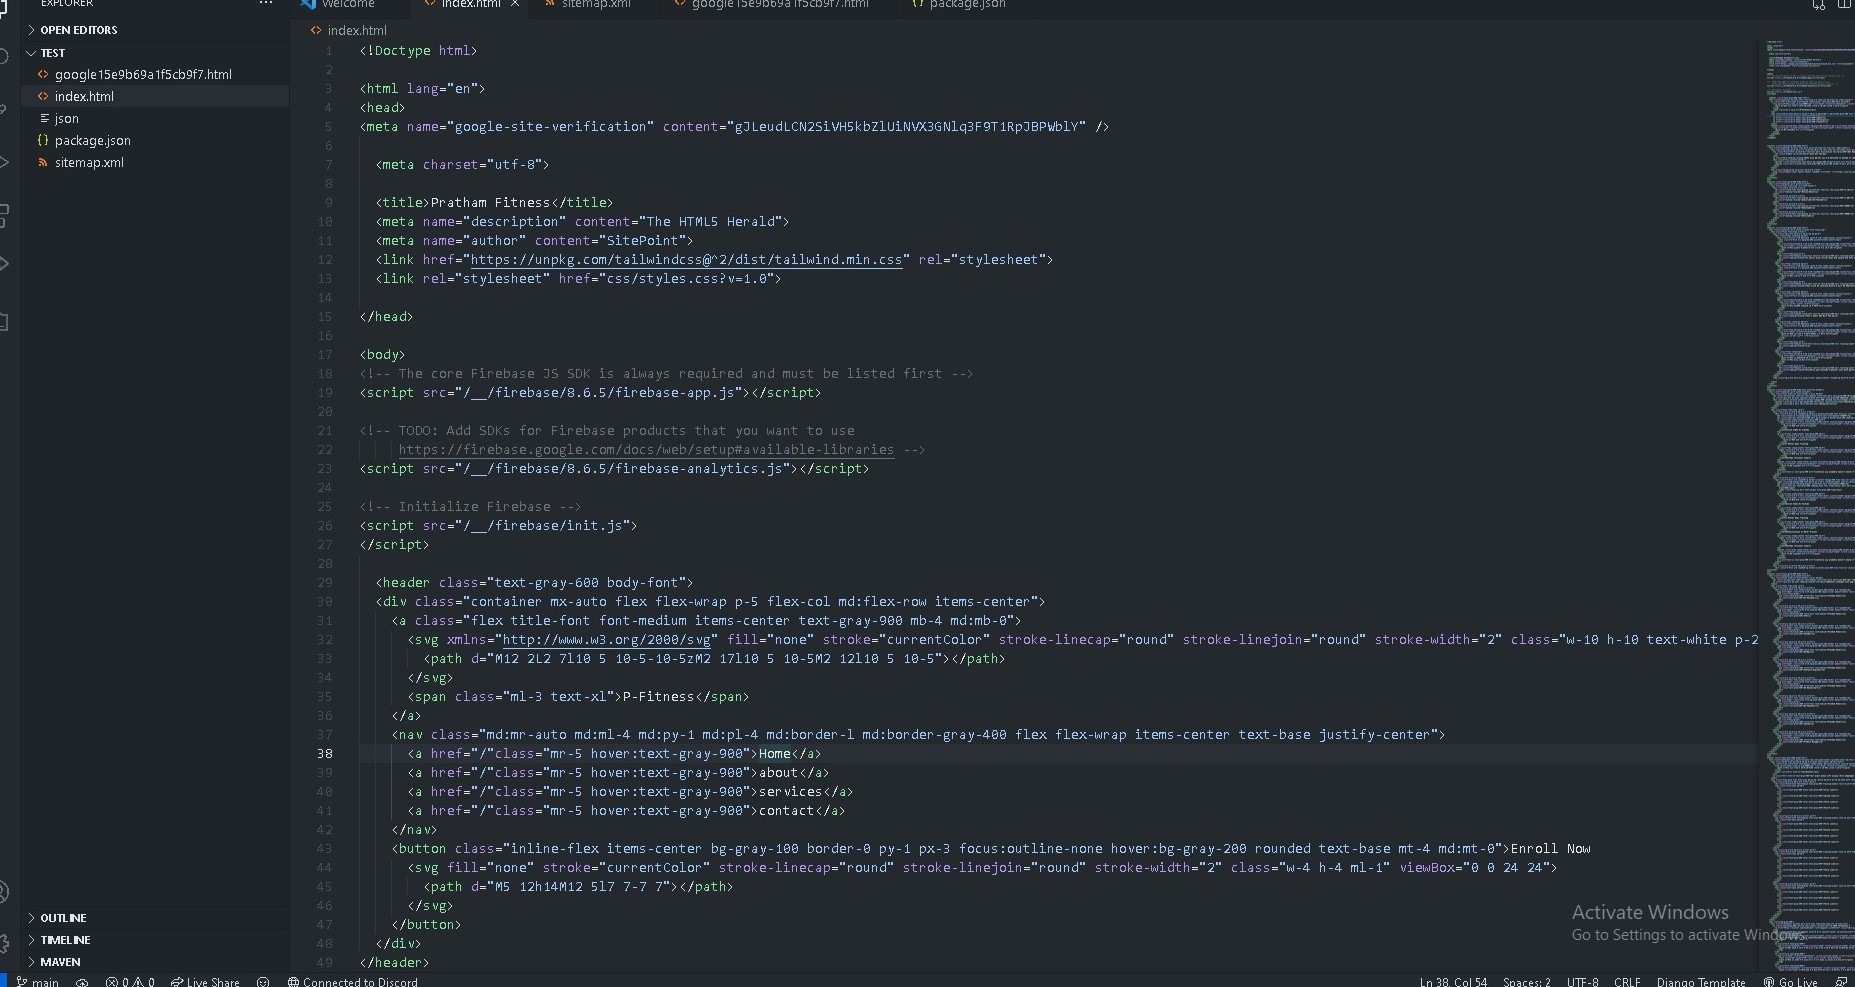 EXPLORER
...
Welcome
index.html
sitemap.xml
google15e9b69a1f5cb9f7.html
package.json
OPEN EDITORS
TEST
google15e9b69a1f5cb9f7.html
index.html
json
package.json
sitemap.xml
OUTLINE
TIMELINE
MAVEN
index.html
1 <!Doctype html>
2
3 <html lang="en">
4 <head>
5 <meta name="google-site-verification" content="gJLeudLCN2SiVH5kbZlUiNVX3GNlq3F9T1RpJBPWblY" />
6
7 <meta charset="utf-8">
8
9 <title>Pratham Fitness</title>
10 <meta name="description" content="The HTML5 Herald">
11 <meta name="author" content="SitePoint">
12 <link href="https://unpkg.com/tailwindcss@^2/dist/tailwind.min.css" rel="stylesheet">
13 <link rel="stylesheet" href="css/styles.css?v=1.0">
14
15 </head>
16
17 <body>
18 <!-- The core Firebase JS SDK is always required and must be listed first -->
19 <script src="/__/firebase/8.6.5/firebase-app.js"></script>
20
21 <!-- TODO: Add SDKs for Firebase products that you want to use
22 https://firebase.google.com/docs/web/setup#available-libraries -->
23 <script src="/__/firebase/8.6.5/firebase-analytics.js"></script>
24
25 <!-- Initialize Firebase -->
26 <script src="/__/firebase/init.js">
27 </script>
28
29 <header class="text-gray-600 body-font">
30 <div class="container mx-auto flex flex-wrap p-5 flex-col md:flex-row items-center">
31 <a class="flex title-font font-medium items-center text-gray-900 mb-4 md:mb-0">
32 <svg xmlns="http://www.w3.org/2000/svg" fill="none" stroke="currentColor" stroke-linecap="round" stroke-linejoin="round" stroke-width="2" class="w-10 h-10 text-white p-2
33 <path d="M12 2L2 7l10 5 10-5-10-5zM2 17l10 5 10-5M2 12l10 5 10-5"></path>
34 </svg>
35 <span class="ml-3 text-xl">P-Fitness</span>
36 </a>
37 <nav class="md:mr-auto md:ml-4 md:py-1 md:pl-4 md:border-l md:border-gray-400 flex flex-wrap items-center text-base justify-center">
38 <a href="/"class="mr-5 hover:text-gray-900">Home</a>
39 <a href="/"class="mr-5 hover:text-gray-900">about</a>
40 <a href="/"class="mr-5 hover:text-gray-900">services</a>
41 <a href="/"class="mr-5 hover:text-gray-900">contact</a>
42 </nav>
43 <button class="inline-flex items-center bg-gray-100 border-0 py-1 px-3 focus:outline-none hover:bg-gray-200 rounded text-base mt-4 md:mt-0">Enroll Now
44 <svg fill="none" stroke="currentColor" stroke-linecap="round" stroke-linejoin="round" stroke-width="2" class="w-4 h-4 ml-1" viewBox="0 0 24 24">
45 <path d="M5 12h14M12 5l7 7-7 7"></path>
46 </svg>
47 </button>
48 </div>
49 </header>
Activate Windows
Go to Settings to activate Windows.
main
0 0
Live Share
Connected to Discord
Ln 38, Col 54
Spaces: 2
UTF-8
CRLF
Django Template
Go Live